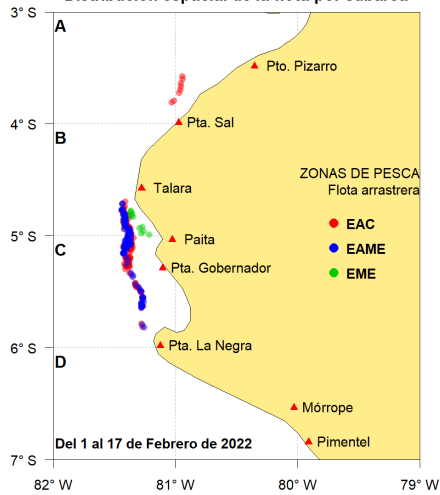 3° S
A
Pto. Pizarro
4° S
Pta. Sal
B
ZONAS DE PESCA
Flota arrastrera
Talara
EAC
5° S
Paita
C
EAME
Pta. Gobernador
EME
6° S
Pta. La Negra
D
Mórrope
Del 1 al 17 de Febrero de 2022
Pimentel
7° S
82° W
81° W
80° W
79° W